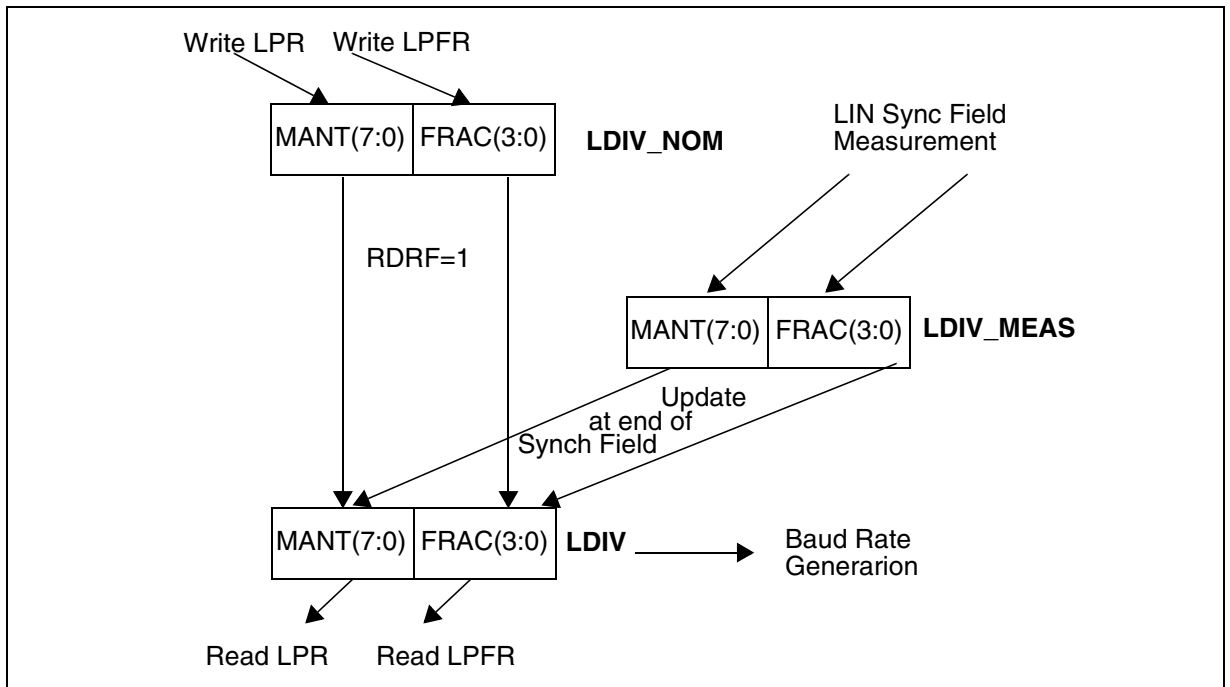 Write LPR
Write LPFR
MANT(7:0)
FRAC(3:0)
LDIV_NOM
LIN Sync Field
Measurement
RDRF=1
MANT(7:0)
FRAC(3:0)
LDIV_MEAS
Update
at end of
Synch Field
MANT(7:0)
FRAC(3:0)
LDIV
Baud Rate
Generarion
Read LPR
Read LPFR